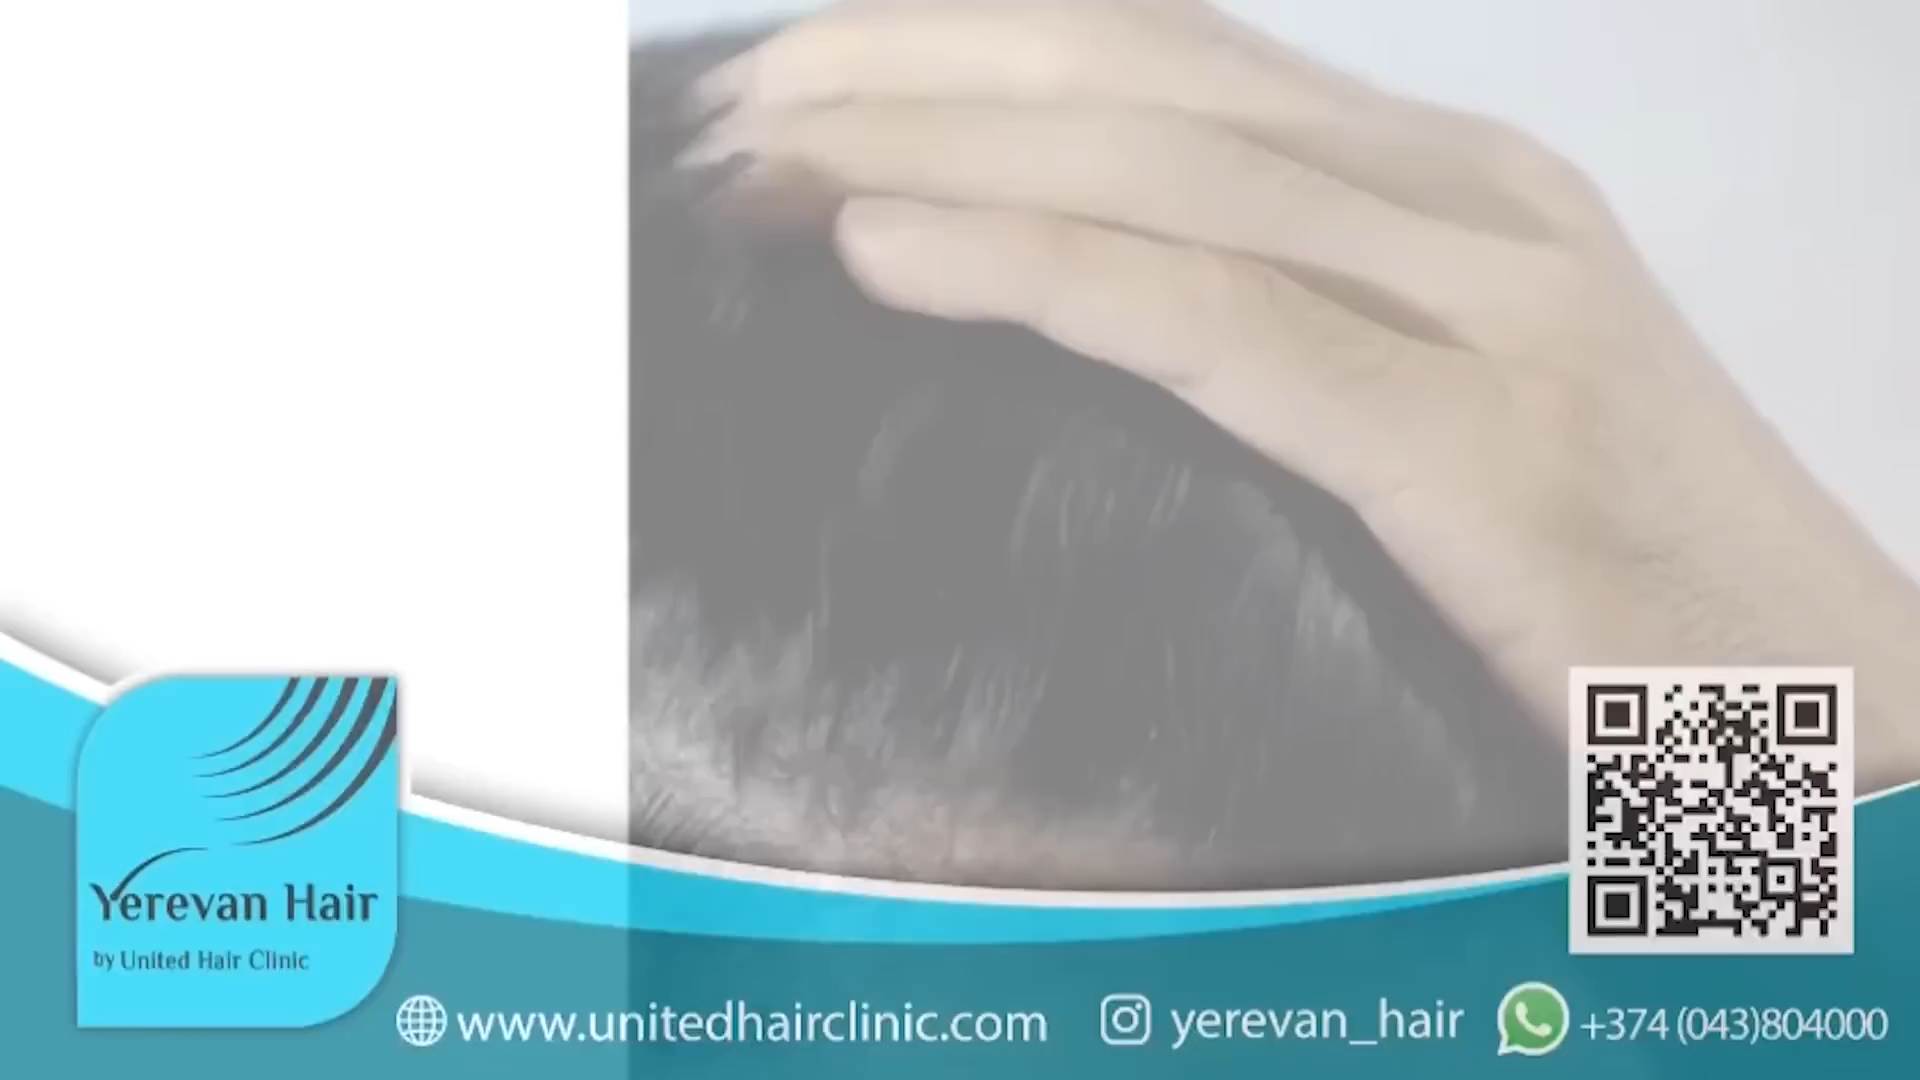 Yerevan Hair
by United Hair Clinic
www.unitedhairclinic.com
yerevan_hair
+374 (043)804000